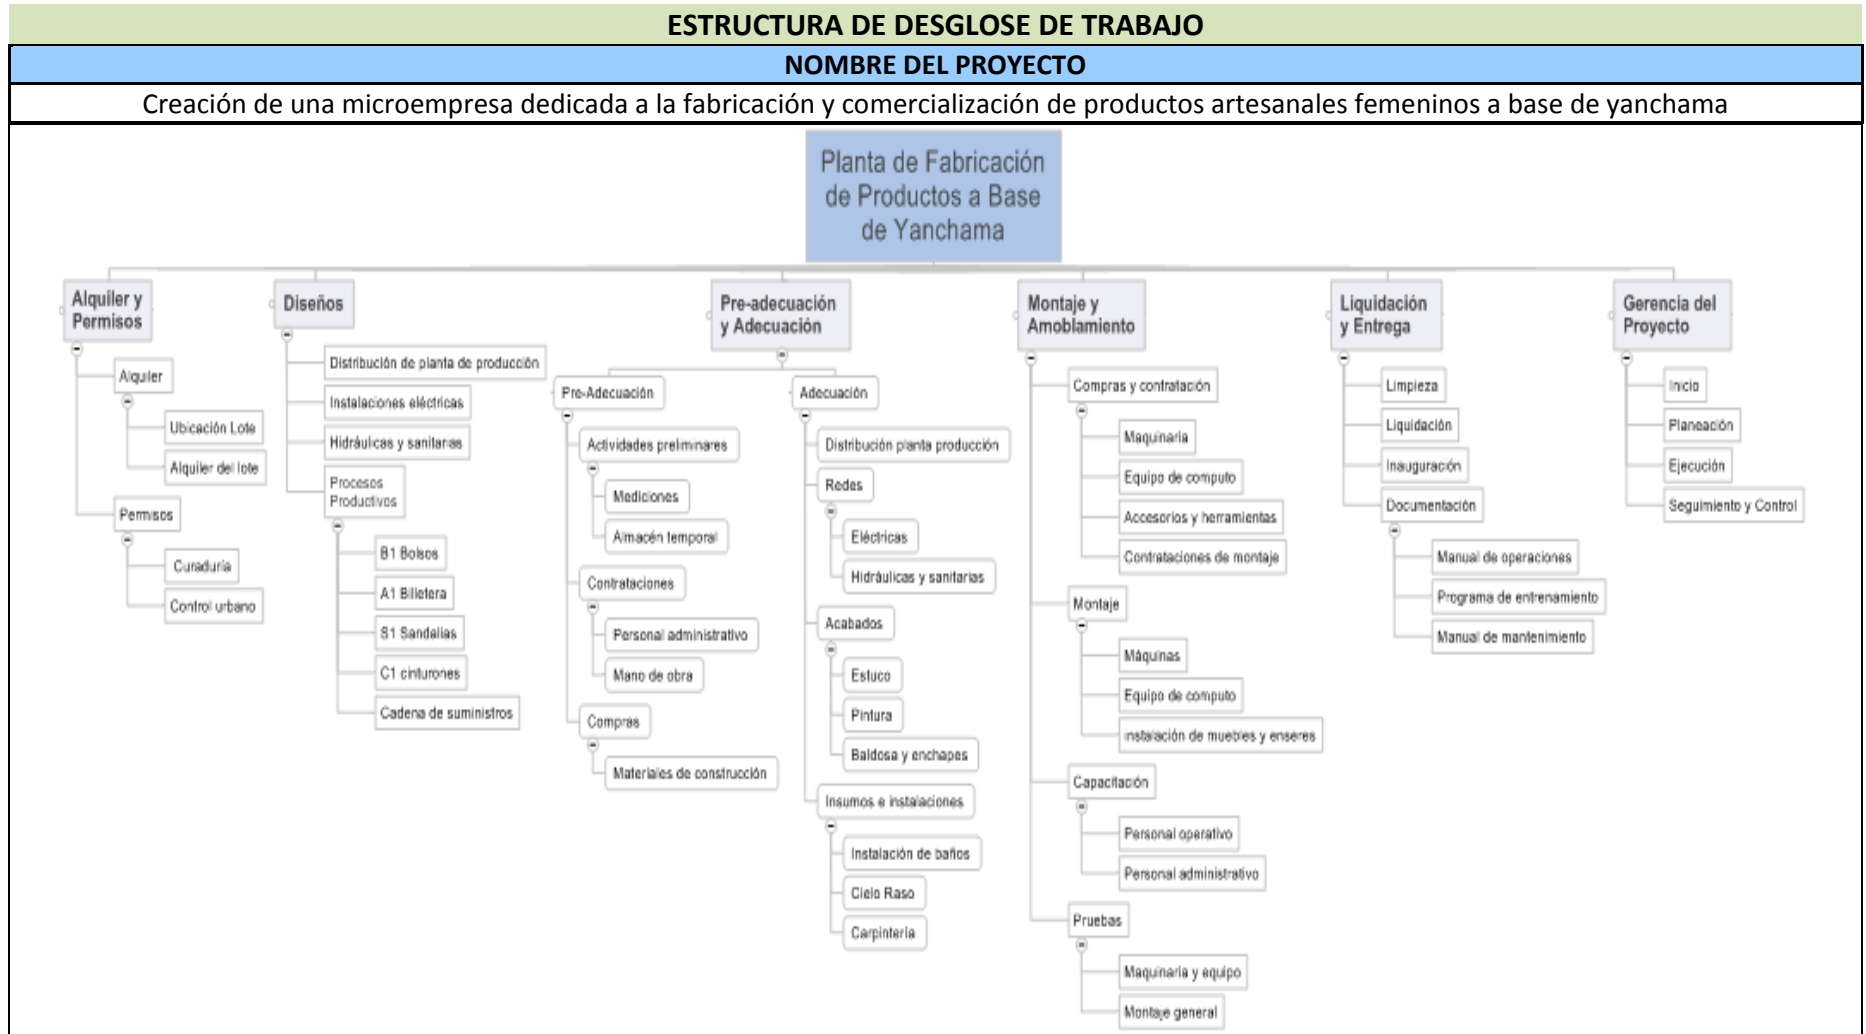 ESTRUCTURA DE DESGLOSE DE TRABAJO
NOMBRE DEL PROYECTO
Creación de una microempresa dedicada a la fabricación y comercialización de productos artesanales femeninos a base de yanchama
Planta de Fabricación
de Productos a Base
de Yanchama
Alquiler y
Permisos
Alquiler
Ubicación Lote
Alquiler del lote
Permisos
Curaduría
Control urbano
Diseños
Distribución de planta de producción
Instalaciones eléctricas
Hidráulicas y sanitarias
Procesos
Productivos
B1 Bolsos
A1 Billetera
S1 Sandalias
C1 cinturones
Cadena de suministros
Pre-adecuación
y Adecuación
Pre-Adecuación
Actividades preliminares
Mediciones
Almacén temporal
Contrataciones
Personal administrativo
Mano de obra
Compras
Materiales de construcción
Adecuación
Distribución planta producción
Redes
Eléctricas
Hidráulicas y sanitarias
Acabados
Estuco
Pintura
Baldosa y enchapes
Insumos e instalaciones
Instalación de baños
Cielo Raso
Carpintería
Montaje y
Amoblamiento
Compras y contratación
Maquinaria
Equipo de computo
Accesorios y herramientas
Contrataciones de montaje
Montaje
Máquinas
Equipo de computo
Instalación de muebles y enseres
Capacitación
Personal operativo
Personal administrativo
Pruebas
Maquinaria y equipo
Montaje general
Liquidación
y Entrega
Limpieza
Liquidación
Inauguración
Documentación
Manual de operaciones
Programa de entrenamiento
Manual de mantenimiento
Gerencia del
Proyecto
Inicio
Planeación
Ejecución
Seguimiento y Control